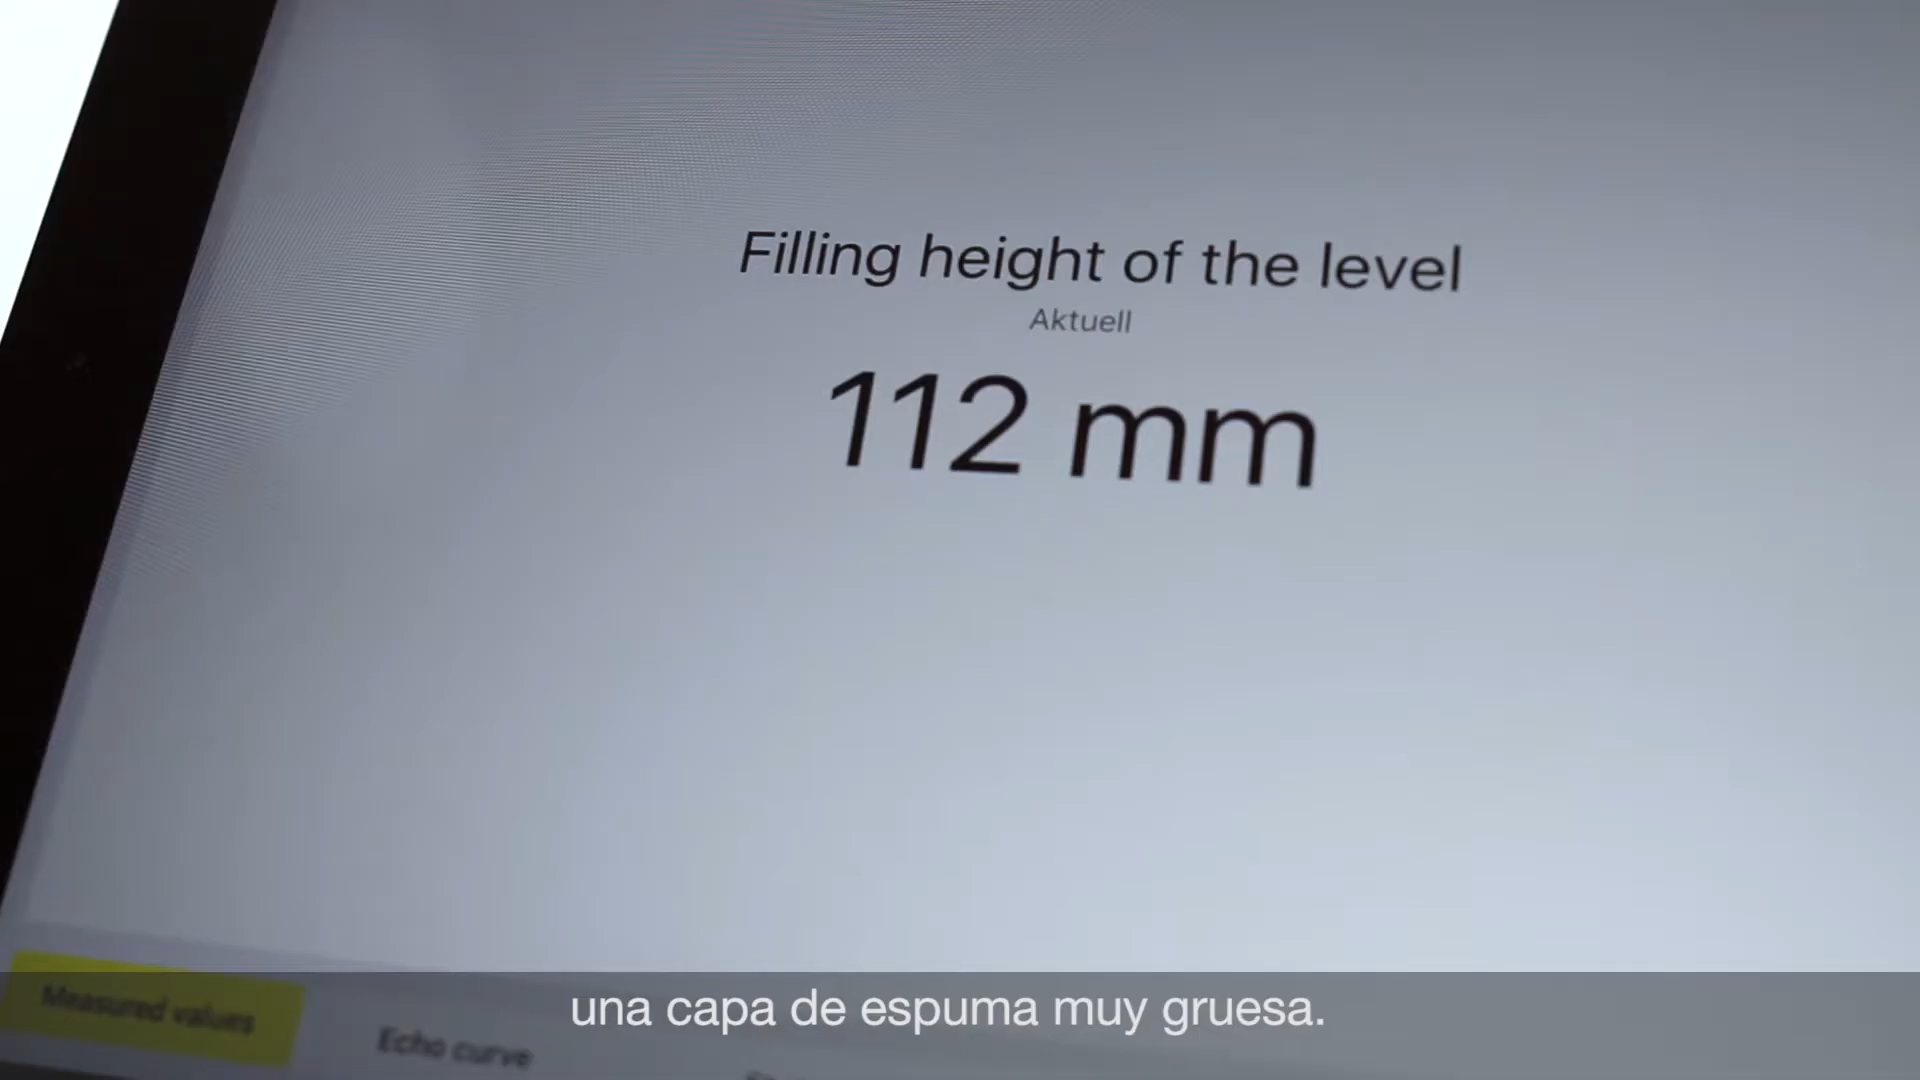 Filling height of the level
Aktuell
112 mm
Measured values
Echo curve
una capa de espuma muy gruesa.